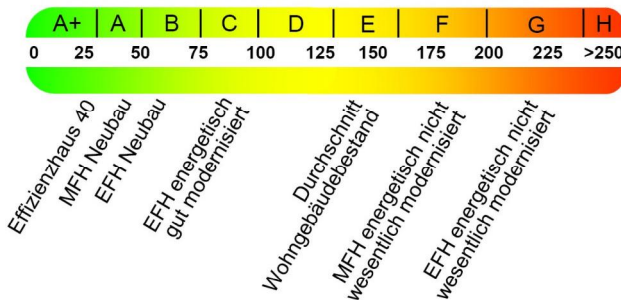 A+ A B C D E F G H
0 25 50 75 100 125 150 175 200 225 >250
Effizienzhaus 40
MFH Neubau
EFH Neubau
EFH energetisch
gut modernisiert
Durchschnitt
Wohngebäudebestand
MFH energetisch nicht
wesentlich modernisiert
EFH energetisch nicht
wesentlich modernisiert